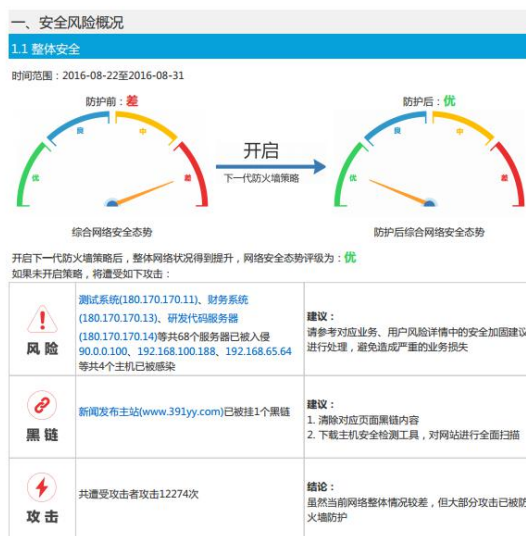 一、安全风险概况
1.1 整体安全
时间范围：2016-08-22至2016-08-31
防护前：差
防护后：优
良
中
优
差
开启
下一代防火墙策略
良
中
优
差
综合网络安全态势
防护后综合网络安全态势
开启下一代防火墙策略后，整体网络状况得到提升，网络安全态势评级为：优
如果未开启策略，将遭受如下攻击：
风 险
测试系统(180.170.170.11)、财务系统
(180.170.170.13)、研发代码服务器
(180.170.170.14)等共68个服务器已被入侵
90.0.0.100、192.168.100.188、192.168.65.64
等共4个主机已被感染
建议：
请参考对应业务、用户风险详情中的安全加固建议
进行处理，避免造成严重的业务损失
黑 链
新闻发布主站(www.391yy.com)已被挂1个黑链
建议：
1. 清除对应页面黑链内容
2. 下载主机安全检测工具，对网站进行全面扫描
攻 击
共遭受攻击者攻击12274次
结论：
虽然当前网络整体情况较差，但大部分攻击已被防
火墙防护